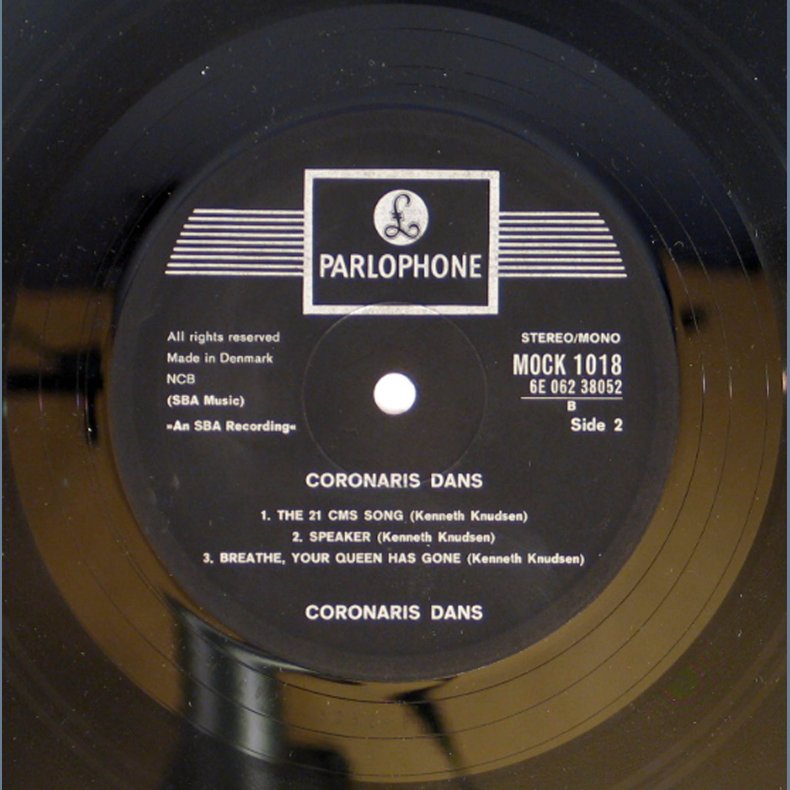 £
PARLOPHONE
All rights reserved
Made in Denmark
NCB
(SBA Music)
»An SBA Recording«
STEREO/MONO
MOCK 1018
6E 062 38052
B
Side 2
CORONARIS DANS
1. THE 21 CMS SONG (Kenneth Knudsen)
2. SPEAKER (Kenneth Knudsen)
3. BREATHE, YOUR QUEEN HAS GONE (Kenneth Knudsen)
CORONARIS DANS